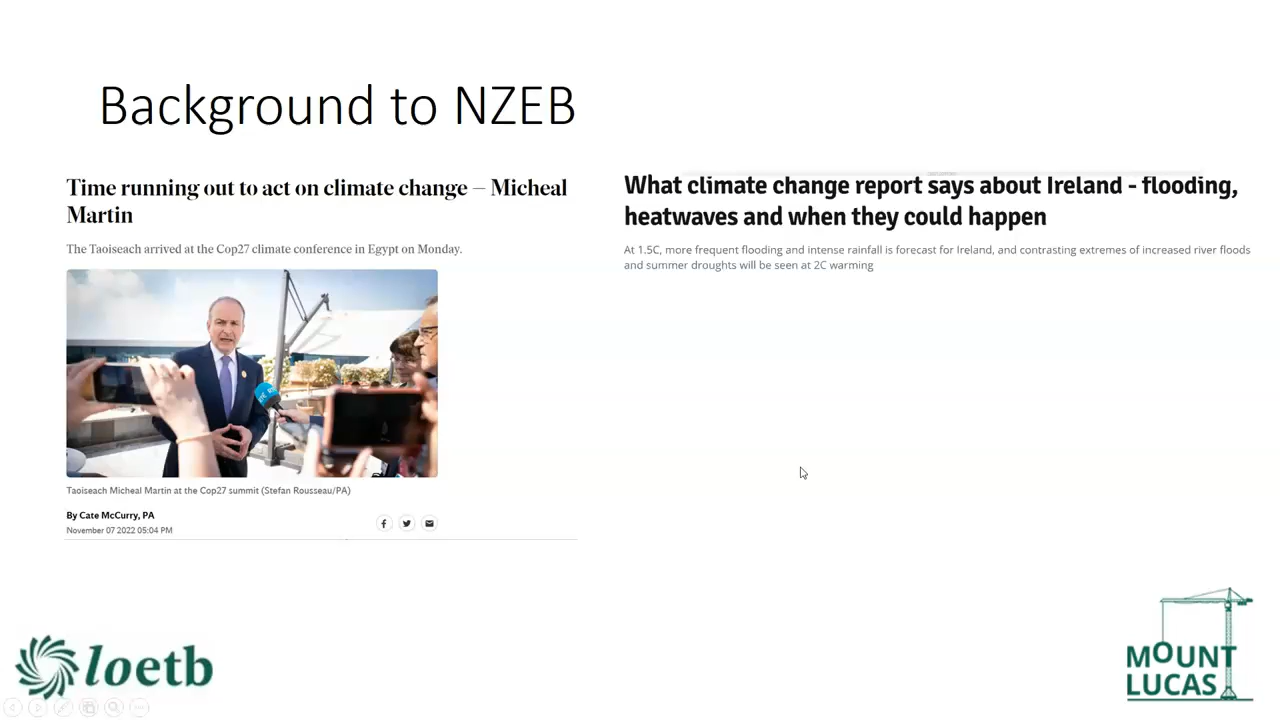 Background to NZEB
Time running out to act on climate change – Micheal
Martin
The Taoiseach arrived at the Cop27 climate conference in Egypt on Monday.
Taoiseach Micheal Martin at the Cop27 summit (Stefan Rousseau/PA)
By Cate McCurry, PA
November 07 2022 05:04 PM
What climate change report says about Ireland - flooding,
heatwaves and when they could happen
At 1.5C, more frequent flooding and intense rainfall is forecast for Ireland, and contrasting extremes of increased river floods
and summer droughts will be seen at 2C warming
loetb
MOUNT
LUCAS